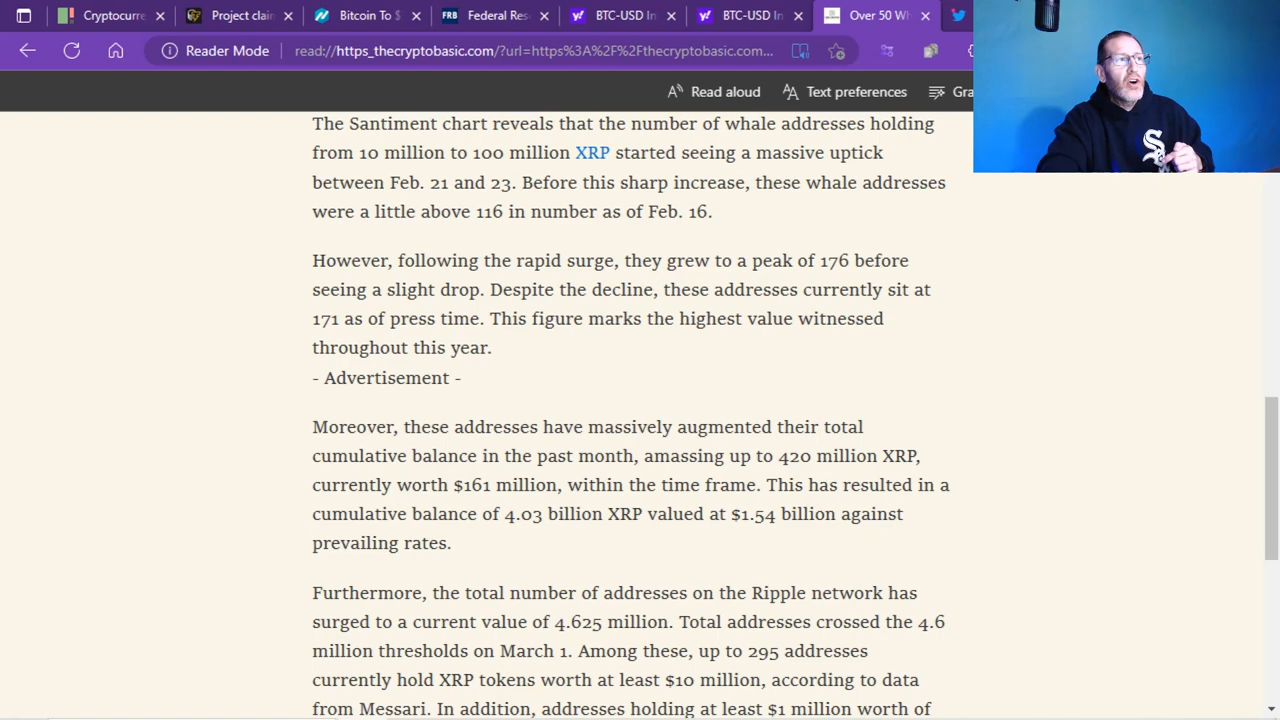 Cryptocurre
Project clain
Bitcoin To $
FRB
Federal Res
BTC-USD In
BTC-USD In
Over 50 Wh
Reader Mode
read://https_thecryptobasic.com/?url=https%3A%2F%2Fthecryptobasic.com...
Read aloud
Text preferences
Gra
The Santiment chart reveals that the number of whale addresses holding
from 10 million to 100 million XRP started seeing a massive uptick
between Feb. 21 and 23. Before this sharp increase, these whale addresses
were a little above 116 in number as of Feb. 16.
However, following the rapid surge, they grew to a peak of 176 before
seeing a slight drop. Despite the decline, these addresses currently sit at
171 as of press time. This figure marks the highest value witnessed
throughout this year.
- Advertisement -
Moreover, these addresses have massively augmented their total
cumulative balance in the past month, amassing up to 420 million XRP,
currently worth $161 million, within the time frame. This has resulted in a
cumulative balance of 4.03 billion XRP valued at $1.54 billion against
prevailing rates.
Furthermore, the total number of addresses on the Ripple network has
surged to a current value of 4.625 million. Total addresses crossed the 4.6
million thresholds on March 1. Among these, up to 295 addresses
currently hold XRP tokens worth at least $10 million, according to data
from Messari. In addition, addresses holding at least $1 million worth of